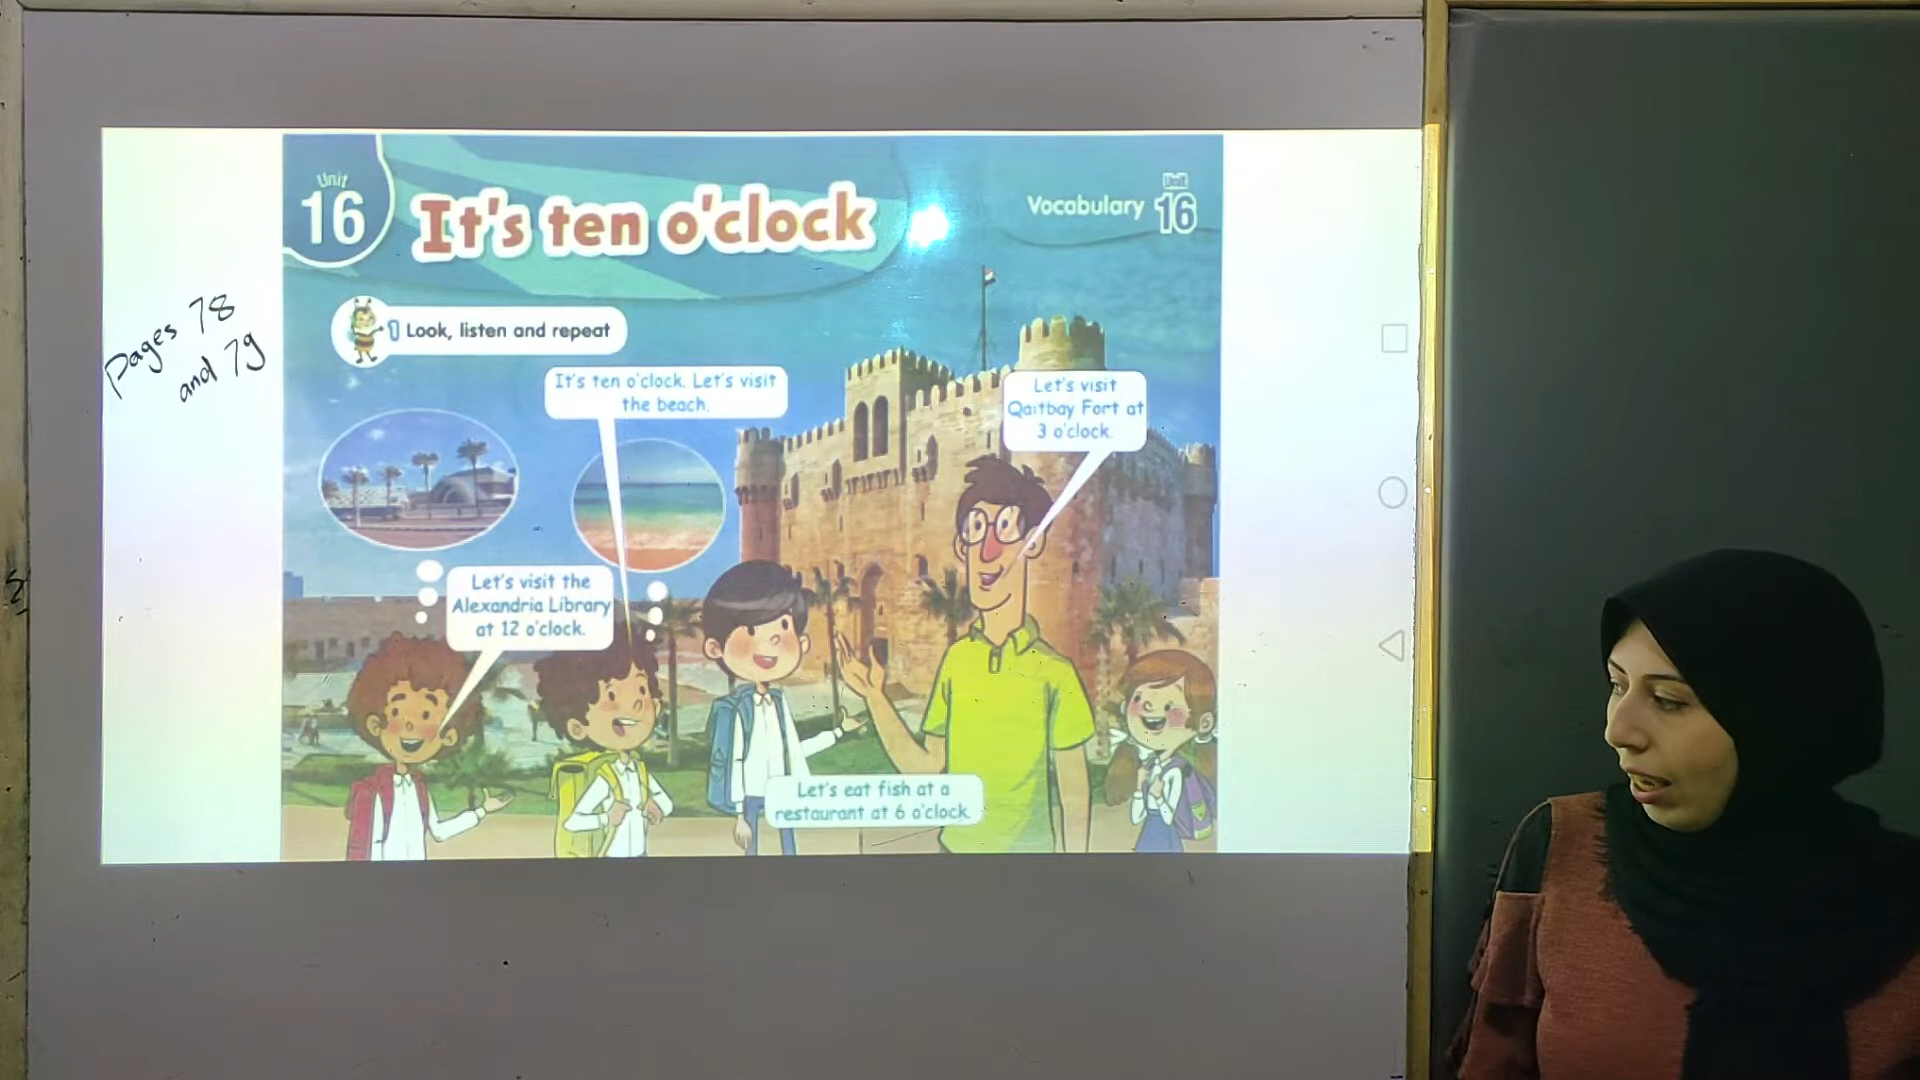 Unit
16
It's ten o'clock
Vocabulary
Unit
16
Pages 78
and 79
1 Look, listen and repeat
It's ten o'clock. Let's visit
the beach.
Let's visit
Qaitbay Fort at
3 o'clock.
Let's visit the
Alexandria Library
at 12 o'clock.
Let's eat fish at a
restaurant at 6 o'clock.